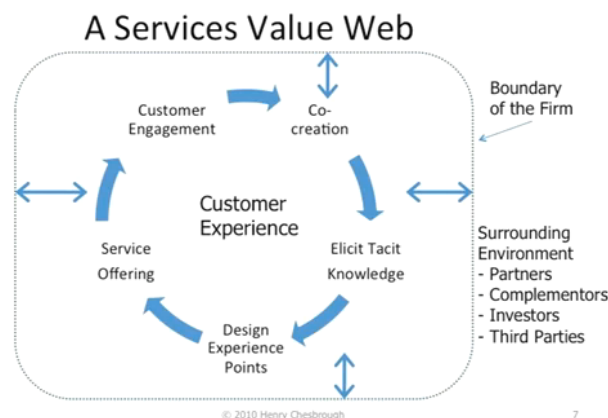 A Services Value Web
Customer
Engagement
Co-
creation
Boundary
of the Firm
Customer
Experience
Service
Offering
Elicit Tacit
Knowledge
Design
Experience
Points
Surrounding
Environment
- Partners
- Complementors
- Investors
- Third Parties
© 2010 Henry Chesbrough
7